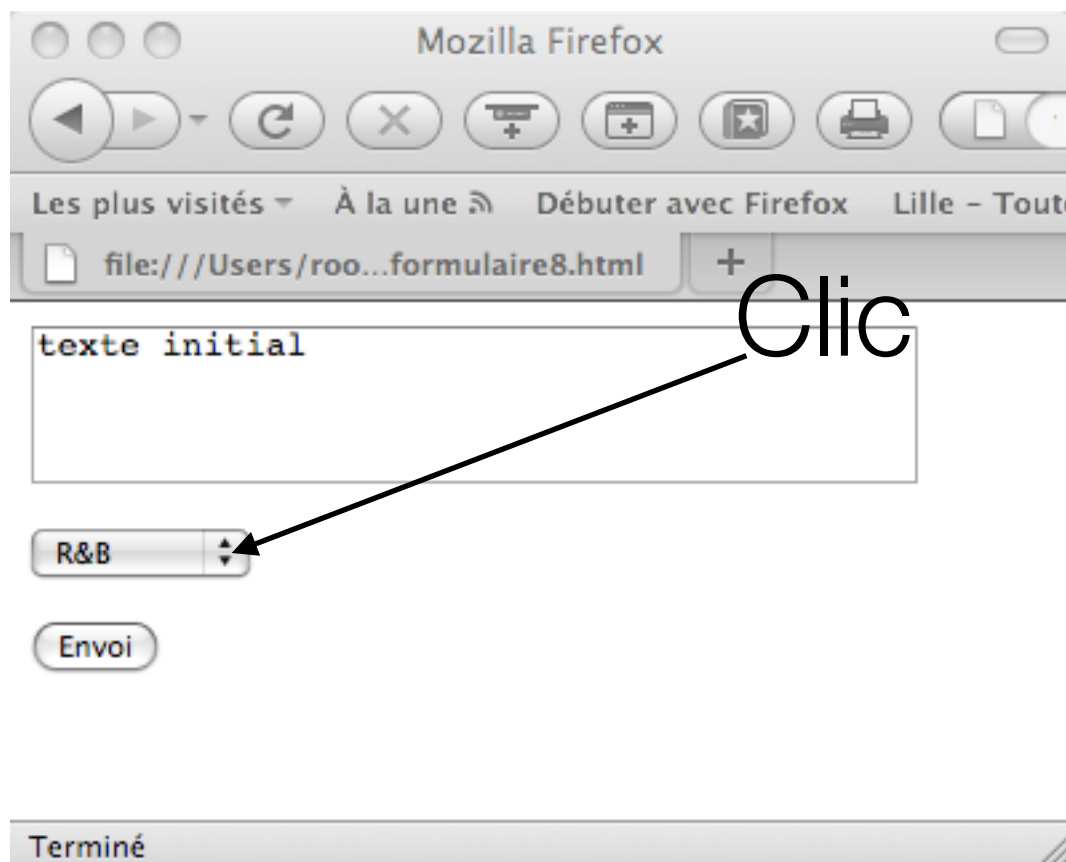 Mozilla Firefox
Les plus visités À la une Débuter avec Firefox Lille – Toute
file:///Users/roo...formulaire8.html +
Clic
texte initial
R&B
Envoi
Terminé